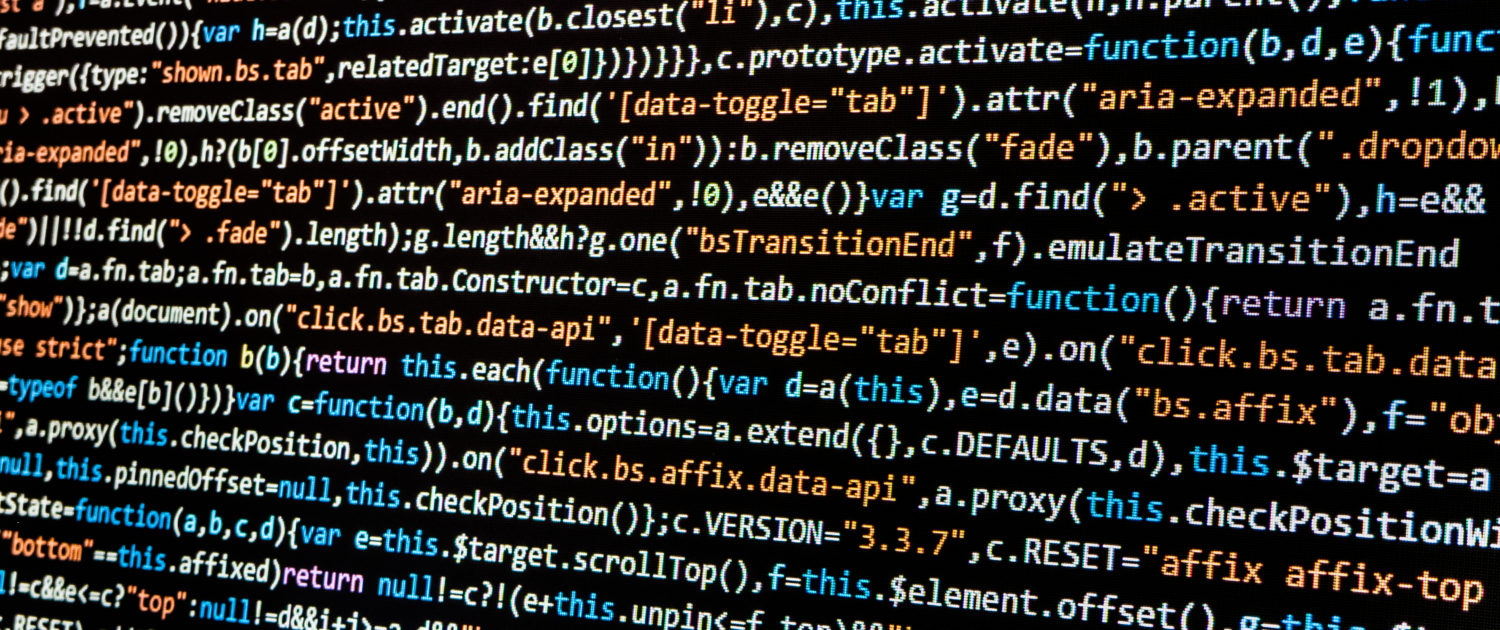 faultPrevented()){var h=a(d);this.activate(b.closest("li"),c),this.activate(
rigger({type:"shown.bs.tab",relatedTarget:e[0]})})}}},c.prototype.activate=function(b,d,e){func
u > .active").removeClass("active").end().find('[data-toggle="tab"]').attr("aria-expanded",!1),
ria-expanded",!0),h?(b[0].offsetWidth,b.addClass("in")):b.removeClass("fade"),b.parent(".dropdow
().find('[data-toggle="tab"]').attr("aria-expanded",!0),e&&e()}var g=d.find("> .active"),h=e&&
de")||!!d.find("> .fade").length);g.length&&h?g.one("bsTransitionEnd",f).emulateTransitionEnd
;var d=a.fn.tab;a.fn.tab=b,a.fn.tab.Constructor=c,a.fn.tab.noConflict=function(){return a.fn.t
"show")};a(document).on("click.bs.tab.data-api",'[data-toggle="tab"]',e).on("click.bs.tab.data
se strict";function b(b){return this.each(function(){var d=a(this),e=d.data("bs.affix"),f="ob
=typeof b&&e[b]()})}var c=function(b,d){this.options=a.extend({},c.DEFAULTS,d),this.$target=a
",a.proxy(this.checkPosition,this)).on("click.bs.affix.data-api",a.proxy(this.checkPositionWi
null,this.pinnedOffset=null,this.checkPosition()};c.VERSION="3.3.7",c.RESET="affix affix-top
tState=function(a,b,c,d){var e=this.$target.scrollTop(),f=this.$element.offset(),g=this.$
"bottom"==this.affixed)return null!=c?!(e+this.unpin<=f.top)&&
l!=c&&e<=c?"top":null!=d&&i+j>=a-d&&
.RESET)